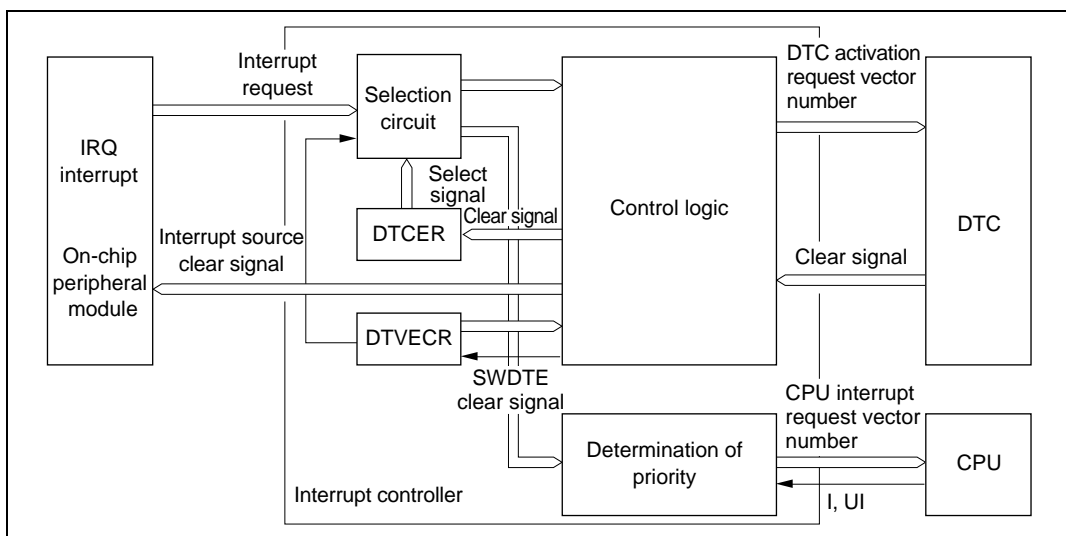 Interrupt
request
DTC activation
request vector
number
Selection
circuit
IRQ
interrupt
On-chip
peripheral
module
Select
signal
Control logic
DTC
DTCER
Clear signal
Interrupt source
clear signal
Clear signal
DTVECR
SWDTE
clear signal
CPU interrupt
request vector
number
Determination of
priority
CPU
I, UI
Interrupt controller